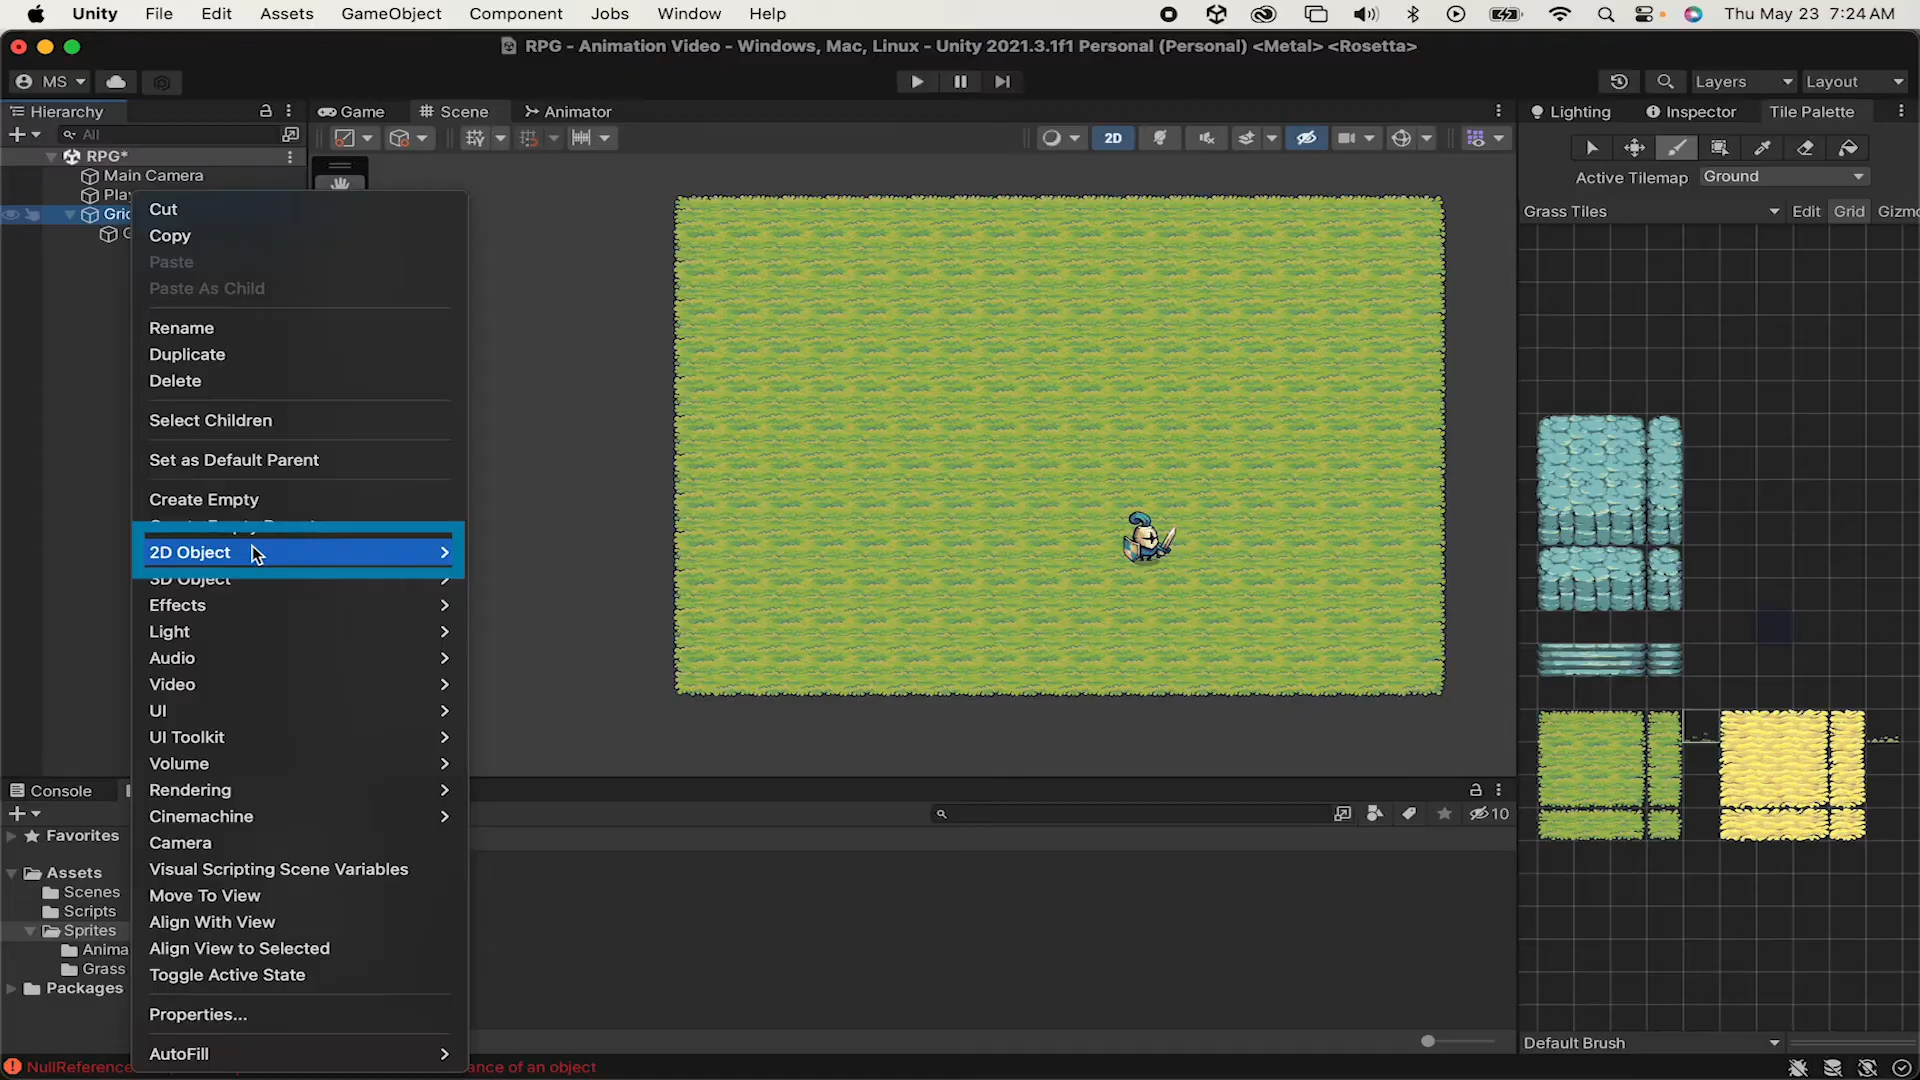 Unity File Edit Assets GameObject Component Jobs Window Help Thu May 23 7:24 AM
RPG - Animation Video - Windows, Mac, Linux - Unity 2021.3.1f1 Personal (Personal) <Metal> <Rosetta>
MS Layers Layout
Hierarchy Game Scene Animator Lighting Inspector Tile Palette
All 2D
RPG*
Main Camera
Active Tilemap Ground
Grass Tiles Edit Grid
Cut
Copy
Paste
Paste As Child
Rename
Duplicate
Delete
Select Children
Set as Default Parent
Create Empty
2D Object
3D Object
Effects
Light
Audio
Video
UI
UI Toolkit
Volume
Rendering
Cinemachine
Camera
Visual Scripting Scene Variables
Move To View
Align With View
Align View to Selected
Toggle Active State
Properties...
AutoFill
Console
10
Favorites
Assets
Scenes
Scripts
Sprites
Anima
Grass
Packages
Default Brush
NullReference
ance of an object